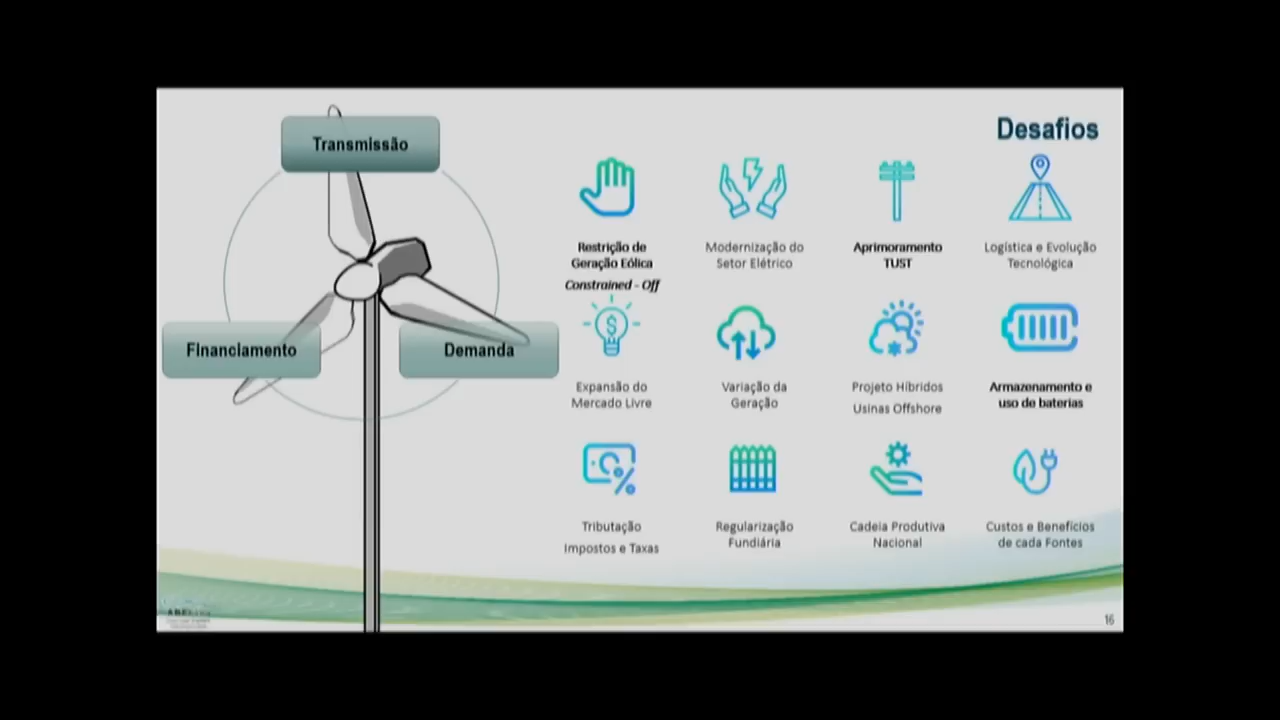 Desafios
Transmissão
Financiamento
Demanda
Restrição de
Geração Eólica
Constrained - Off
Modernização do
Setor Elétrico
Aprimoramento
TUST
Logística e Evolução
Tecnológica
Expansão do
Mercado Livre
Variação da
Geração
Projeto Híbridos
Usinas Offshore
Armazenamento e
uso de baterias
Tributação
Impostos e Taxas
Regularização
Fundiária
Cadeia Produtiva
Nacional
Custos e Benefícios
de cada Fontes
16